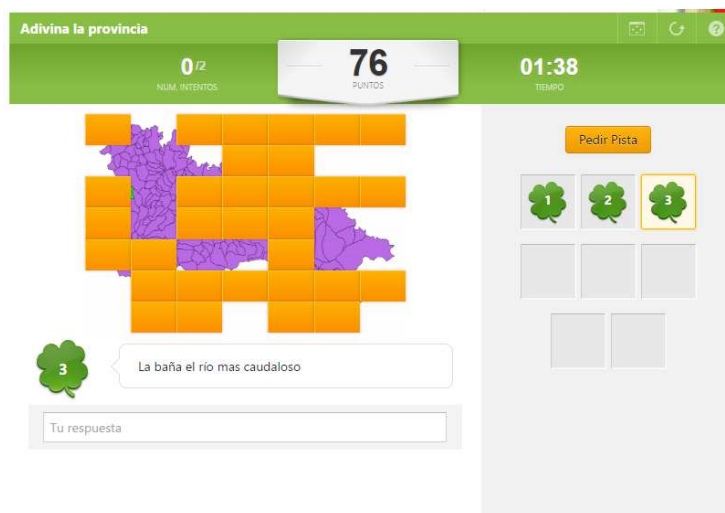 Adivina la provincia
?
0/2
NUM. INTENTOS
76
PUNTOS
01:38
TIEMPO
Pedir Pista
1
2
3
3
La baña el río mas caudaloso
Tu respuesta